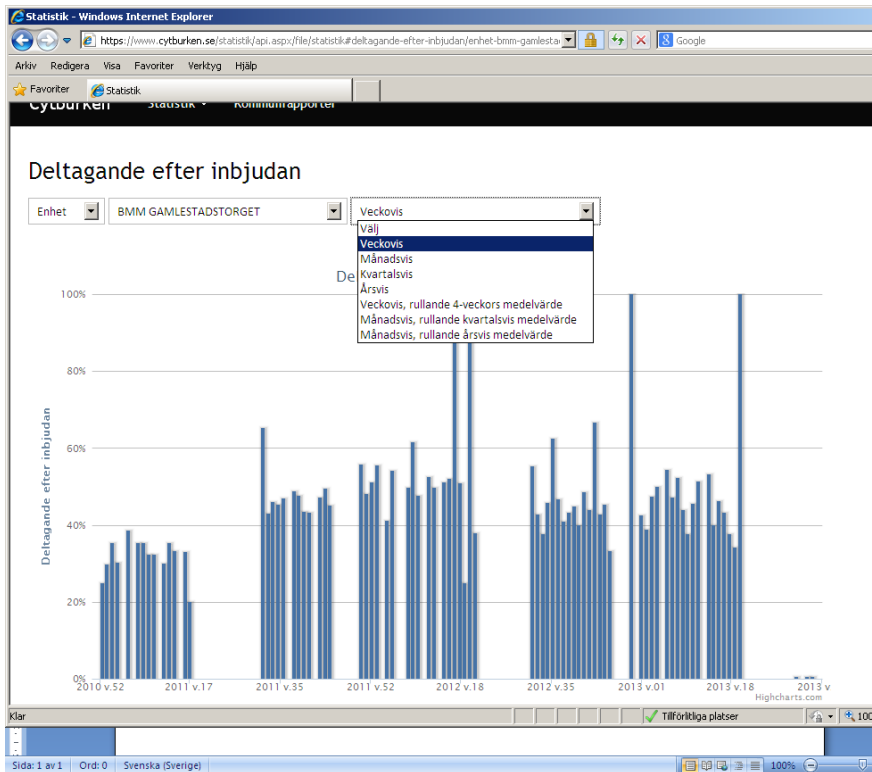 Statistik - Windows Internet Explorer
https://www.cytburken.se/statistik/api.aspx/file/statistik#deltagande-efter-inbjudan/enhet-bmm-gamlesta
Google
Arkiv Redigera Visa Favoriter Verktyg Hjälp
Favoriter Statistik
Cytburken Statistik Kommunrapporter
Deltagande efter inbjudan
Enhet BMM GAMLESTADSTORGET Veckovis
Välj
Veckovis
Månadsvis
Kvartalsvis
Årsvis
Veckovis, rullande 4-veckors medelvärde
Månadsvis, rullande kvartalsvis medelvärde
Månadsvis, rullande årsvis medelvärde
De
100%
80%
60%
40%
20%
0%
Deltagande efter inbjudan
2010 v.52 2011 v.17 2011 v.35 2011 v.52 2012 v.18 2012 v.35 2013 v.01 2013 v.18 2013 v
Highcharts.com
Klar Tillförlitliga platser 100
Sida: 1 av 1 Ord: 0 Svenska (Sverige) 100%